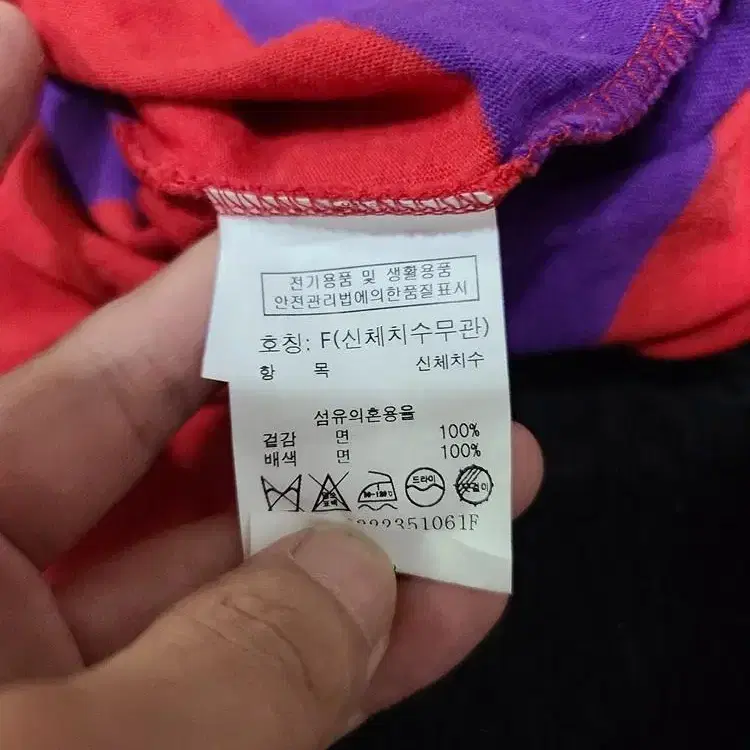 전기용품 및 생활용품
안전관리법에의한품질표시
호칭: F(신체치수무관)
항 목 신체치수
섬유의혼용율
겉감 면 100%
배색 면 100%
드라이
222351061F